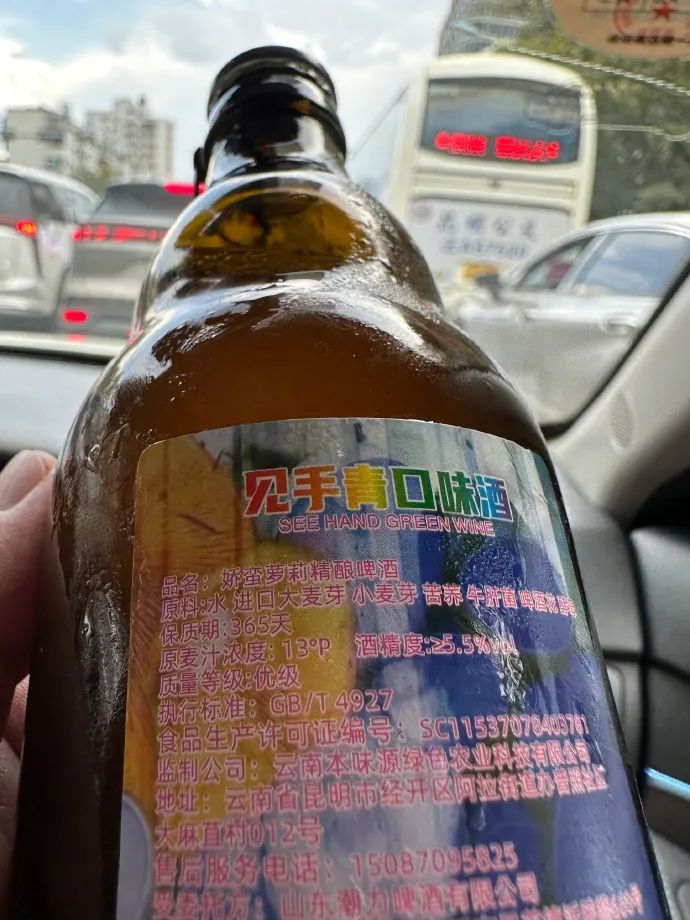 见手青口味酒
SEE HAND GREEN WINE
品名：娇蛮萝莉精酿啤酒
原料:水 进口大麦芽 小麦芽 苦荞 牛肝菌 啤酒花 酵母
保质期:365天
原麦汁浓度: 13°P 酒精度:≥5.5%vol
质量等级:优级
执行标准: GB/T 4927
食品生产许可证编号: SC11537078403781
监制公司: 云南本味源绿色农业科技有限公司
地址: 云南省昆明市经开区阿拉街道办
大麻苴村012号
售后服务电话: 15087095825
受委托方: 山东潮力啤酒有限公司